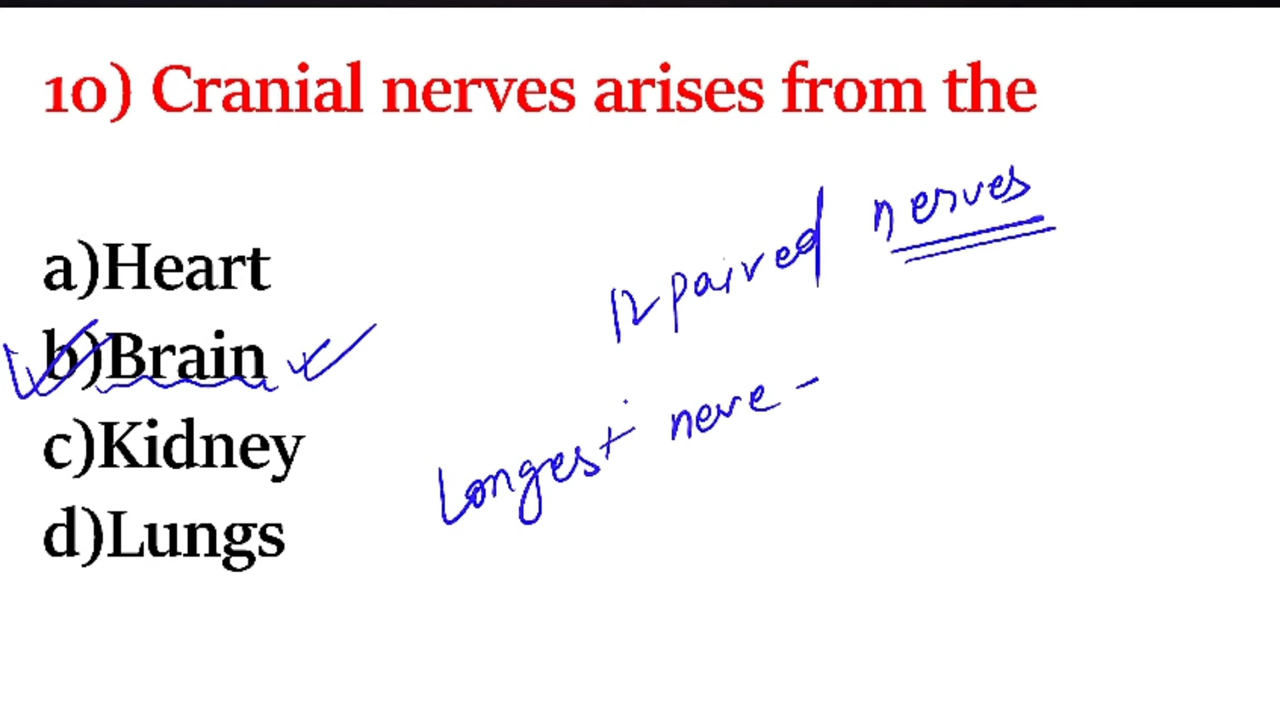 10) Cranial nerves arises from the
12 paired nerves
a)Heart
b)Brain
c)Kidney
Longest nerve -
d)Lungs